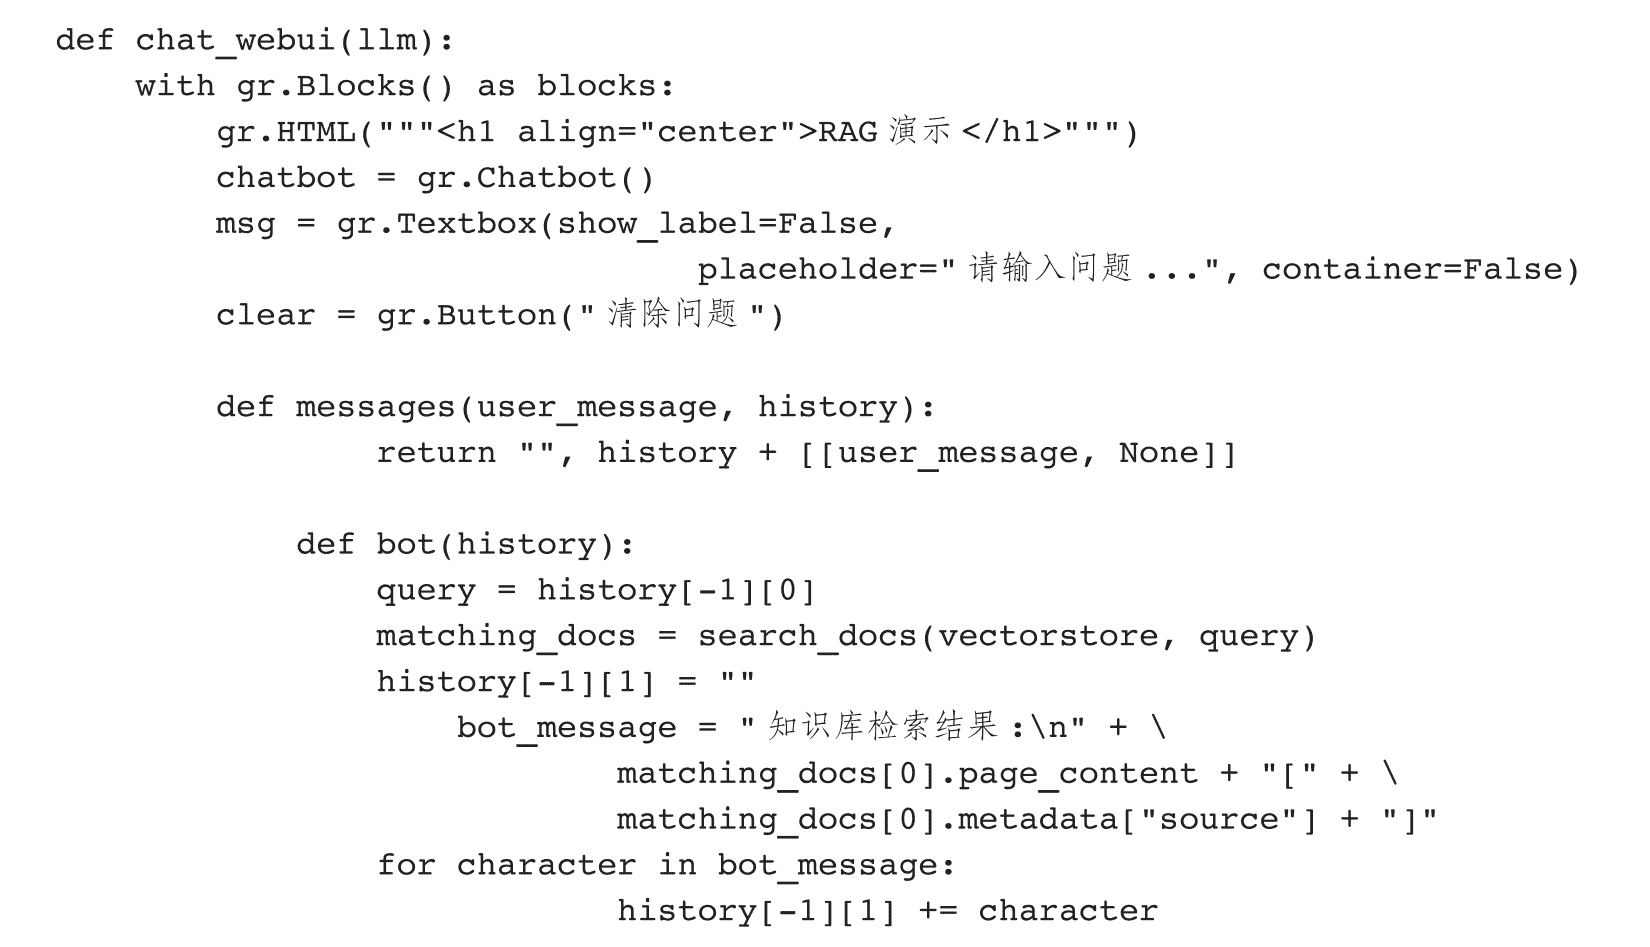 def chat_webui(llm):
    with gr.Blocks() as blocks:
        gr.HTML("""<h1 align="center">RAG 演示 </h1>""")
        chatbot = gr.Chatbot()
        msg = gr.Textbox(show_label=False,
                                placeholder=" 请输入问题 ...", container=False)
        clear = gr.Button(" 清除问题 ")

        def messages(user_message, history):
                return "", history + [[user_message, None]]

            def bot(history):
                query = history[-1][0]
                matching_docs = search_docs(vectorstore, query)
                history[-1][1] = ""
                    bot_message = " 知识库检索结果 :\n" + \
                            matching_docs[0].page_content + "[" + \
                            matching_docs[0].metadata["source"] + "]"
                for character in bot_message:
                            history[-1][1] += character